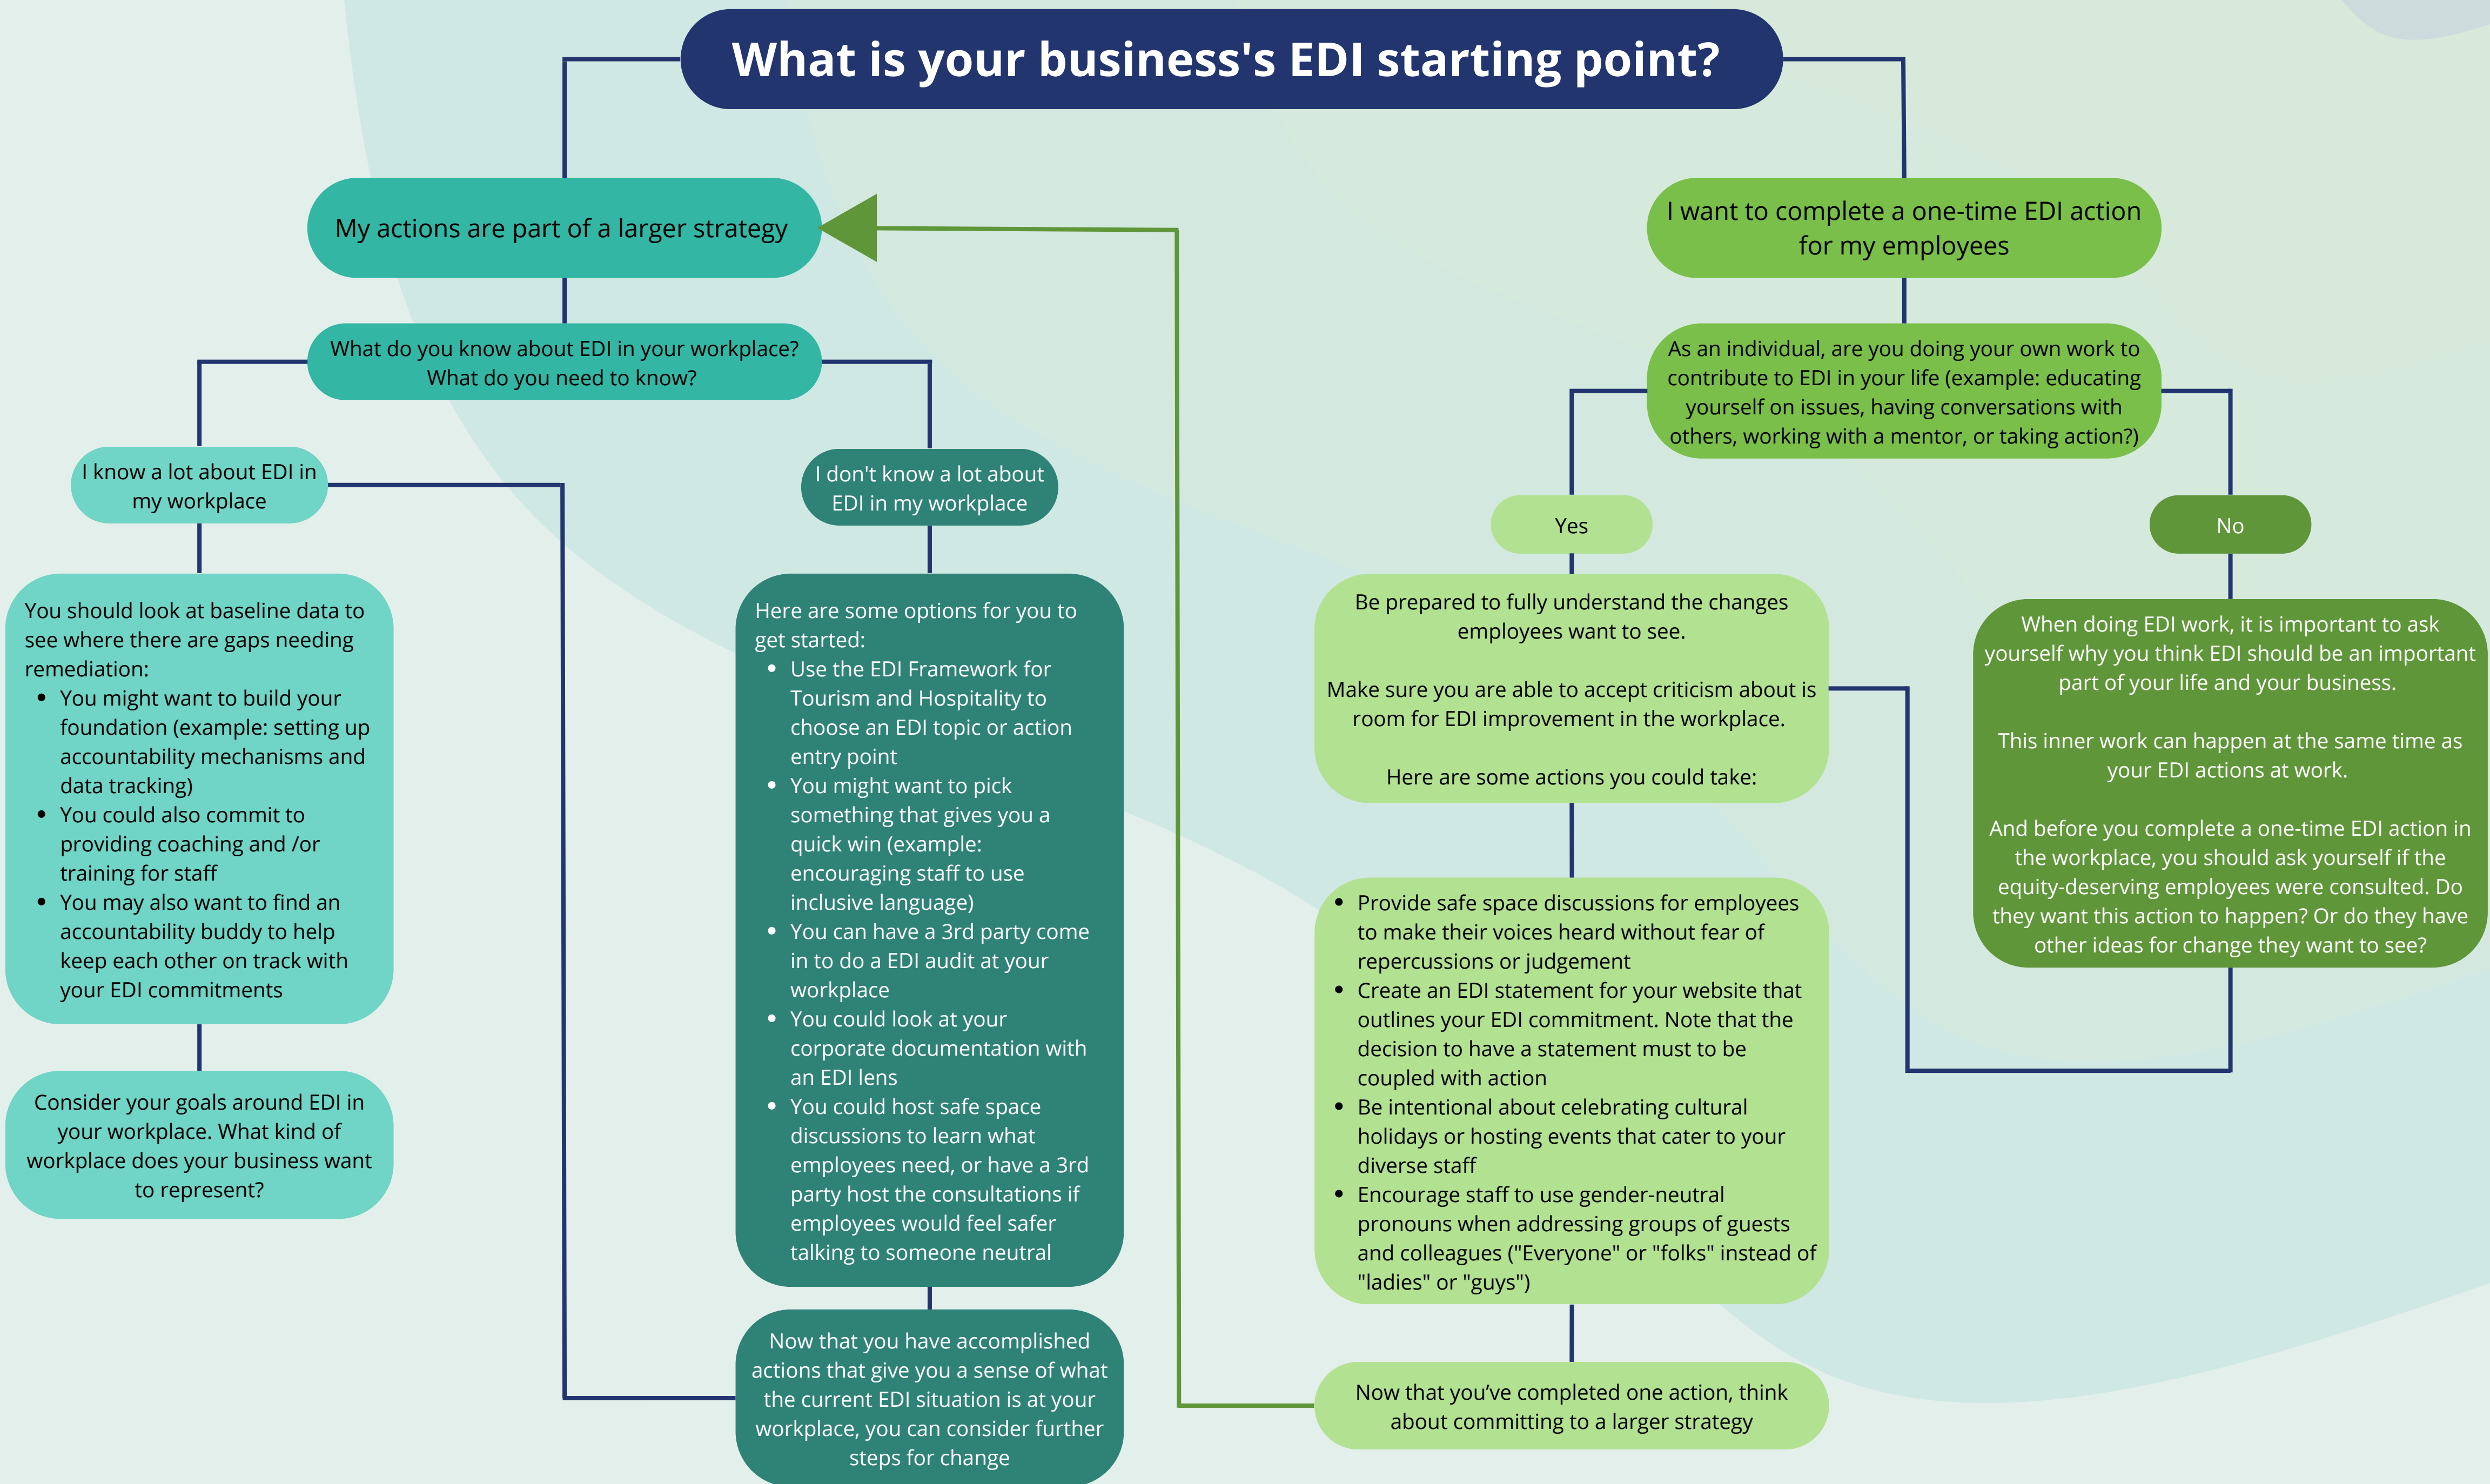 What is your business's EDI starting point?
My actions are part of a larger strategy
What do you know about EDI in your workplace?
What do you need to know?
I know a lot about EDI in
my workplace
You should look at baseline data to
see where there are gaps needing
remediation:
• You might want to build your
foundation (example: setting up
accountability mechanisms and
data tracking)
• You could also commit to
providing coaching and /or
training for staff
• You may also want to find an
accountability buddy to help
keep each other on track with
your EDI commitments
Consider your goals around EDI in
your workplace. What kind of
workplace does your business want
to represent?
I don't know a lot about
EDI in my workplace
Here are some options for you to
get started:
• Use the EDI Framework for
Tourism and Hospitality to
choose an EDI topic or action
entry point
• You might want to pick
something that gives you a
quick win (example:
encouraging staff to use
inclusive language)
• You can have a 3rd party come
in to do a EDI audit at your
workplace
• You could look at your
corporate documentation with
an EDI lens
• You could host safe space
discussions to learn what
employees need, or have a 3rd
party host the consultations if
employees would feel safer
talking to someone neutral
Now that you have accomplished
actions that give you a sense of what
the current EDI situation is at your
workplace, you can consider further
steps for change
I want to complete a one-time EDI action
for my employees
As an individual, are you doing your own work to
contribute to EDI in your life (example: educating
yourself on issues, having conversations with
others, working with a mentor, or taking action?)
Yes
Be prepared to fully understand the changes
employees want to see.
Make sure you are able to accept criticism about is
room for EDI improvement in the workplace.
Here are some actions you could take:
• Provide safe space discussions for employees
to make their voices heard without fear of
repercussions or judgement
• Create an EDI statement for your website that
outlines your EDI commitment. Note that the
decision to have a statement must to be
coupled with action
• Be intentional about celebrating cultural
holidays or hosting events that cater to your
diverse staff
• Encourage staff to use gender-neutral
pronouns when addressing groups of guests
and colleagues ("Everyone" or "folks" instead of
"ladies" or "guys")
Now that you’ve completed one action, think
about committing to a larger strategy
No
When doing EDI work, it is important to ask
yourself why you think EDI should be an important
part of your life and your business.
This inner work can happen at the same time as
your EDI actions at work.
And before you complete a one-time EDI action in
the workplace, you should ask yourself if the
equity-deserving employees were consulted. Do
they want this action to happen? Or do they have
other ideas for change they want to see?